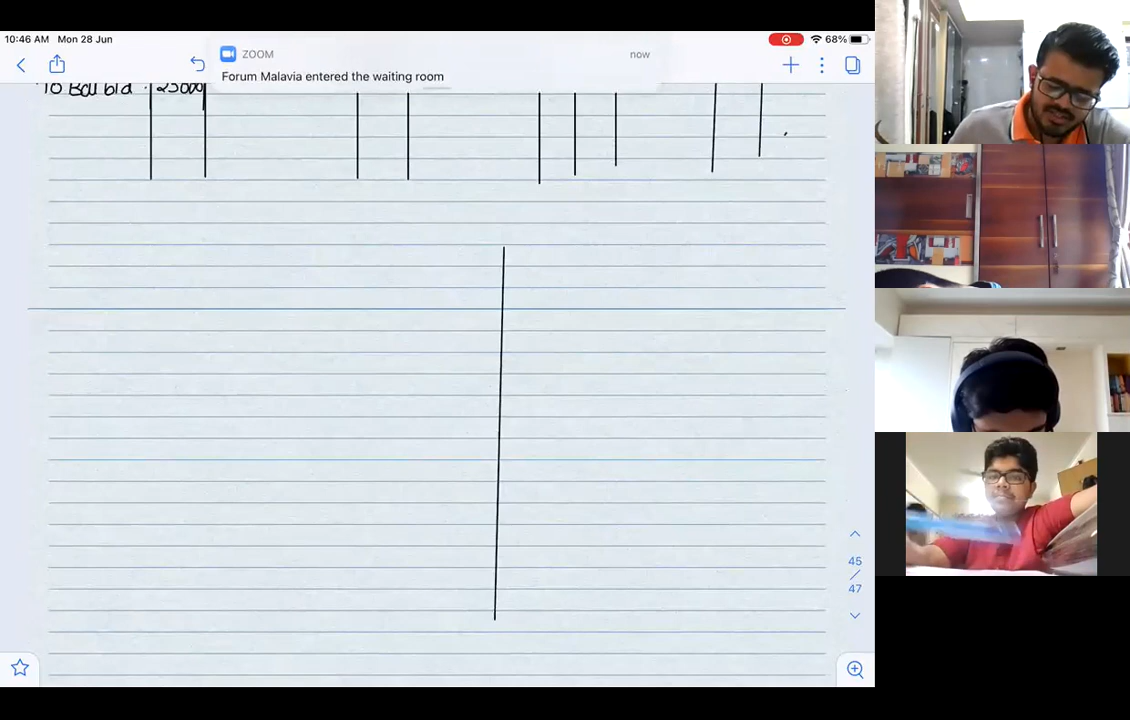 10:46 AM Mon 28 Jun
68%
ZOOM
now
Forum Malavia entered the waiting room
To Bal b/d. 25000
45
/
47